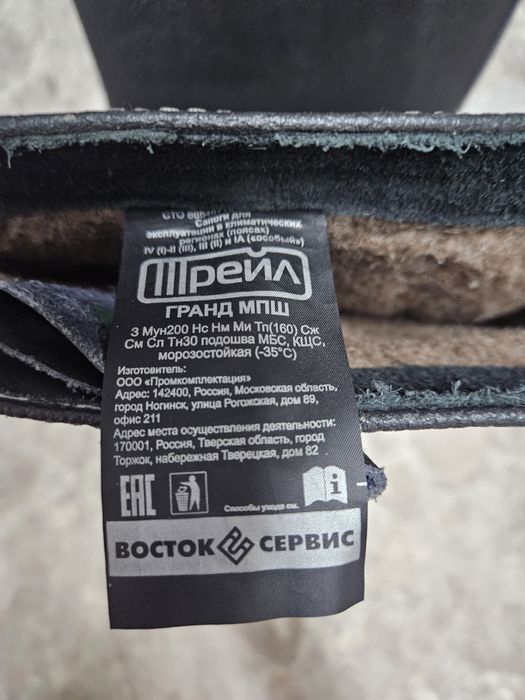 Сапоги для
эксплуатации в климатических
регионах (поясах)
IV (I)-II (III), III (II) и IA («особый»)
Трейл
ГРАНД МПШ
З Мун200 Нс Нм Ми Тп(160) Сж
См Сл Тн30 подошва МБС, КЩС,
морозостойкая (-35°С)
Изготовитель:
ООО «Промкомплектация»
Адрес: 142400, Россия, Московская область,
город Ногинск, улица Рогожская, дом 89,
офис 211
Адрес места осуществления деятельности:
170001, Россия, Тверская область, город
Торжок, набережная Тверецкая, дом 82
ЕАС
Способы ухода см.
i
ВОСТОК СЕРВИС